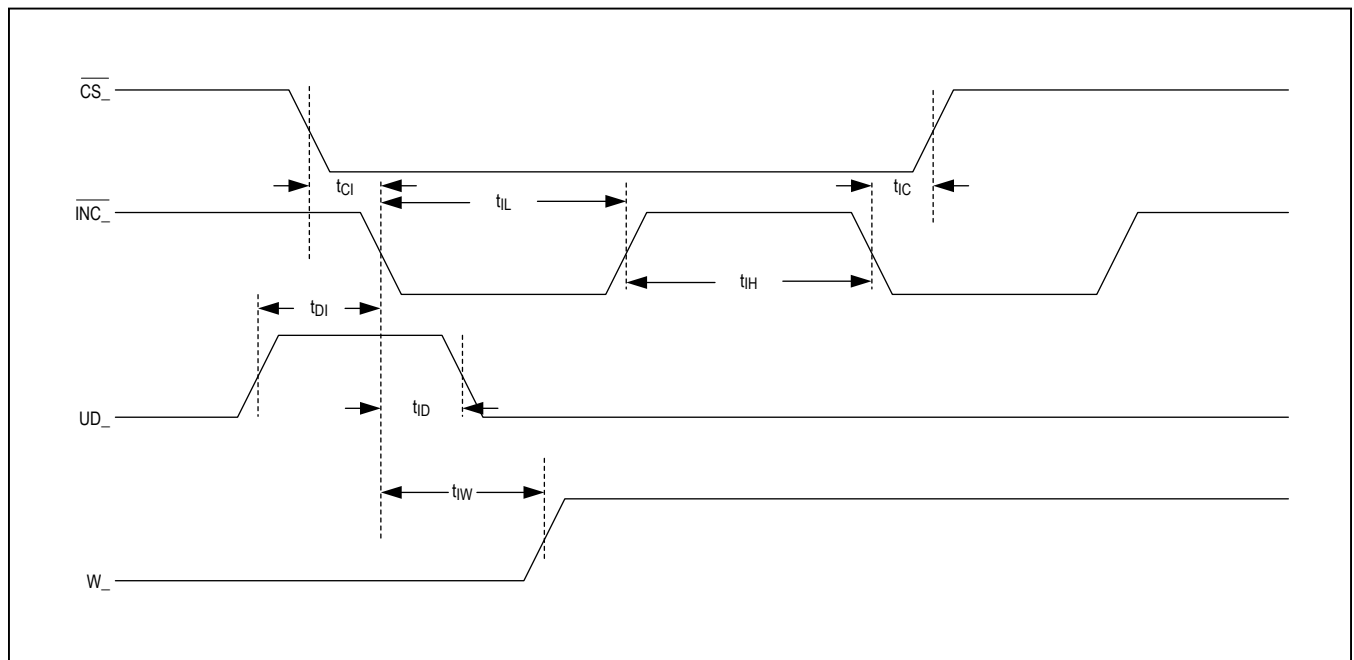 CS_
tCI
tIC
tIL
INC_
tIH
tDI
UD_
tID
tIW
W_